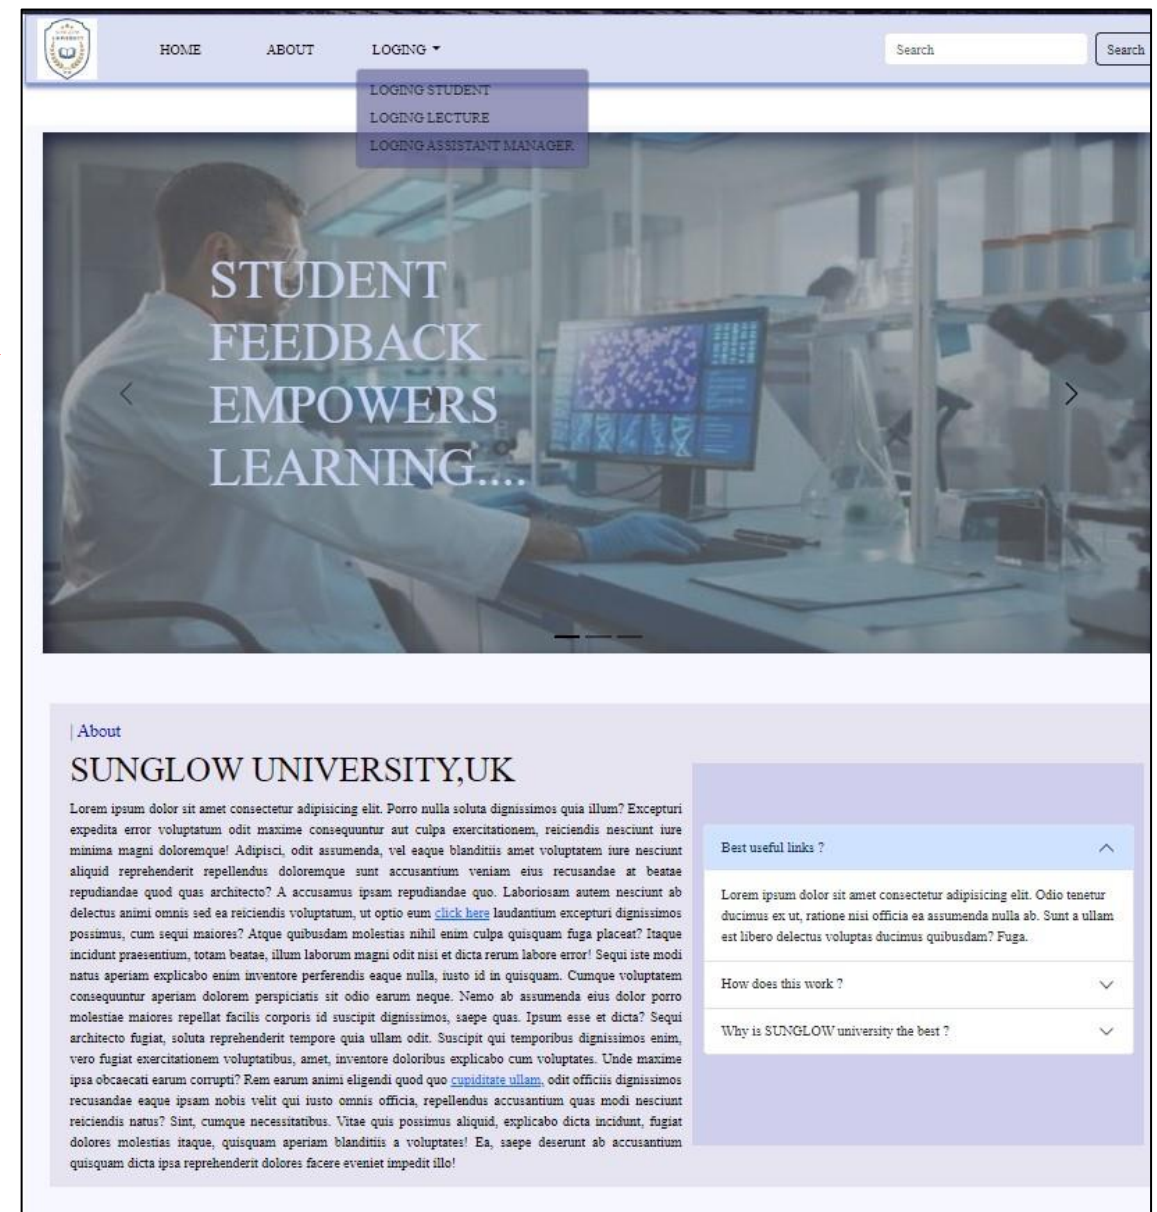 HOME ABOUT LOGING Search Search
LOGING STUDENT
LOGING LECTURE
LOGING ASSISTANT MANAGER
STUDENT
FEEDBACK
EMPOWERS
LEARNING....
| About
SUNGLOW UNIVERSITY,UK
Lorem ipsum dolor sit amet consectetur adipisicing elit. Porro nulla soluta dignissimos quia illum? Excepturi
expedita error voluptatum odit maxime consequuntur aut culpa exercitationem, reiciendis nesciunt iure
minima magni doloremque! Adipisci, odit assumenda, vel eaque blanditiis amet voluptatem iure nesciunt
aliquid reprehenderit repellendus doloremque sunt accusantium veniam eius recusandae at beatae
repudiandae quod quas architecto? A accusamus ipsam repudiandae quo. Laboriosam autem nesciunt ab
delectus animi omnis sed ea reiciendis voluptatum, ut optio eum click here laudantium excepturi dignissimos
possimus, cum sequi maiores? Atque quibusdam molestias nihil enim culpa quisquam fuga placeat? Itaque
incidunt praesentium, totam beatae, illum laborum magni odit nisi et dicta rerum labore error! Sequi iste modi
natus aperiam explicabo enim inventore perferendis eaque nulla, iusto id in quisquam. Cumque voluptatem
consequuntur aperiam dolorem perspiciatis sit odio earum neque. Nemo ab assumenda eius dolor porro
molestiae maiores repellat facilis corporis id suscipit dignissimos, saepe quas. Ipsum esse et dicta? Sequi
architecto fugiat, soluta reprehenderit tempore quia ullam odit. Suscipit qui temporibus dignissimos enim,
vero fugiat exercitationem voluptatibus, amet, inventore doloribus explicabo cum voluptates. Unde maxime
ipsa obcaecati earum corrupti? Rem earum animi eligendi quod quo cupiditate ullam, odit officiis dignissimos
recusandae eaque ipsam nobis velit qui iusto omnis officia, repellendus accusantium quas modi nesciunt
reiciendis natus? Sint, cumque necessitatibus. Vitae quis possimus aliquid, explicabo dicta incidunt, fugiat
dolores molestias itaque, quisquam aperiam blanditiis a voluptates! Ea, saepe deserunt ab accusantium
quisquam dicta ipsa reprehenderit dolores facere eveniet impedit illo!
Best useful links ?
Lorem ipsum dolor sit amet consectetur adipisicing elit. Odio tenetur
ducimus ex ut, ratione nisi officia ea assumenda nulla ab. Sunt a ullam
est libero delectus voluptas ducimus quibusdam? Fuga.
How does this work ?
Why is SUNGLOW university the best ?